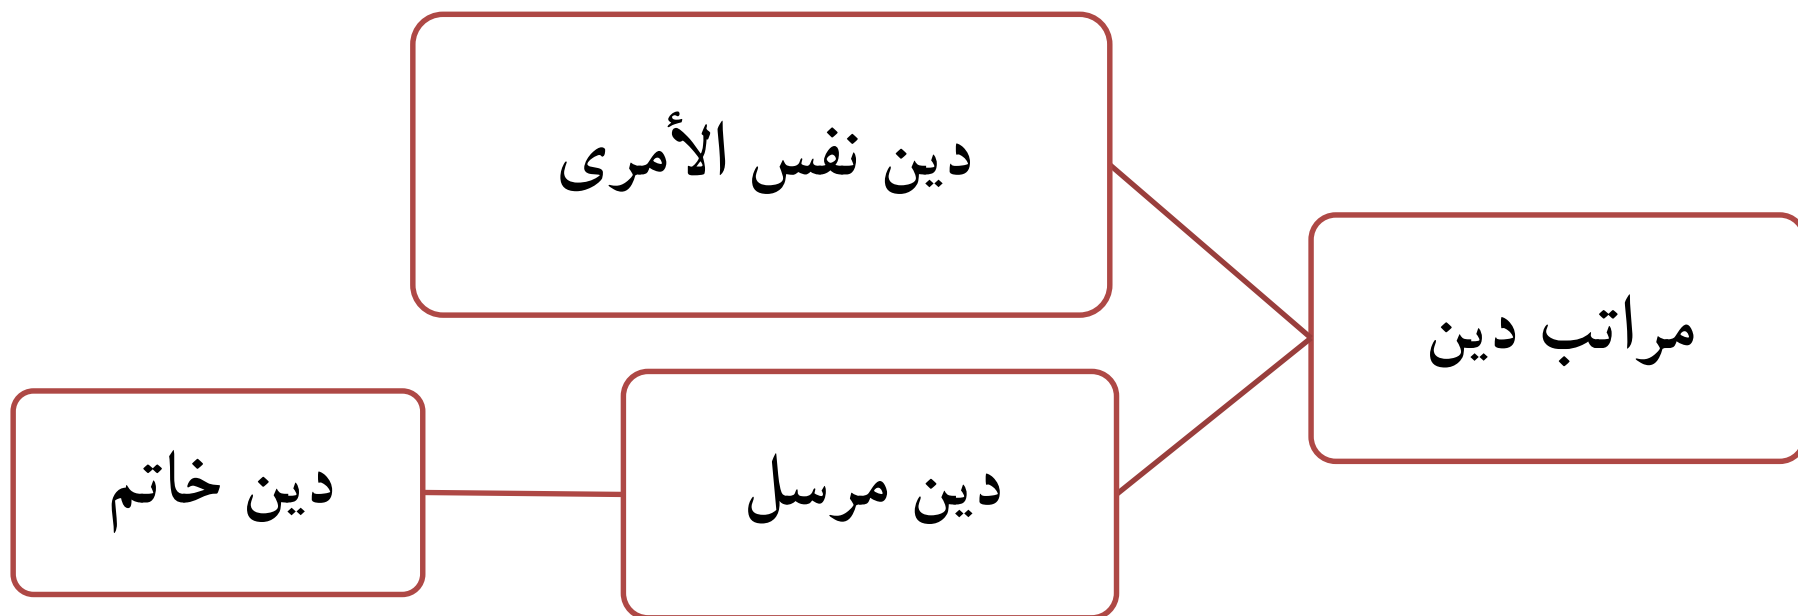 مراتب دین
دین نفس الأمری
دین مرسل
دین خاتم